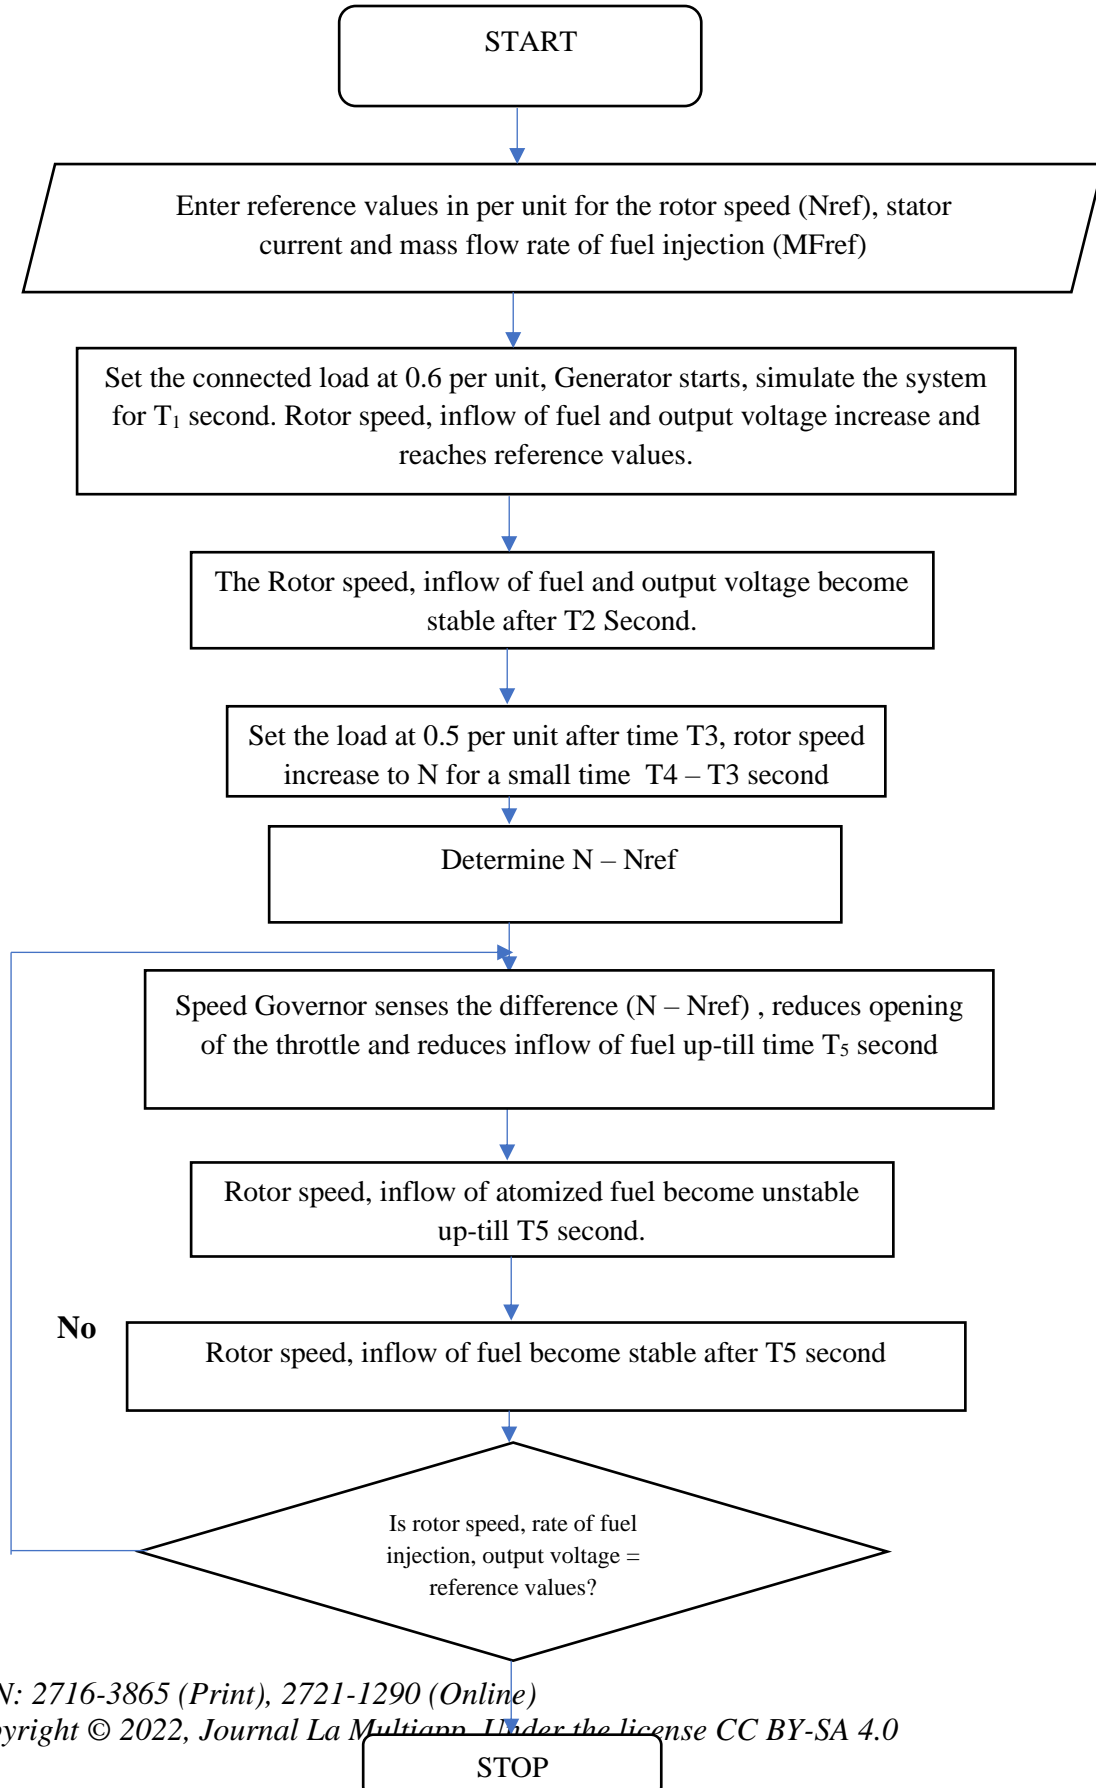 START
Enter reference values in per unit for the rotor speed (Nref), stator
current and mass flow rate of fuel injection (MFref)
Set the connected load at 0.6 per unit, Generator starts, simulate the system
for T₁ second. Rotor speed, inflow of fuel and output voltage increase and
reaches reference values.
The Rotor speed, inflow of fuel and output voltage become
stable after T2 Second.
Set the load at 0.5 per unit after time T3, rotor speed
increase to N for a small time T4 – T3 second
Determine N – Nref
Speed Governor senses the difference (N – Nref) , reduces opening
of the throttle and reduces inflow of fuel up-till time T₅ second
Rotor speed, inflow of atomized fuel become unstable
up-till T5 second.
No
Rotor speed, inflow of fuel become stable after T5 second
Is rotor speed, rate of fuel
injection, output voltage =
reference values?
N: 2716-3865 (Print), 2721-1290 (Online)
pyright © 2022, Journal La Multiapp, Under the license CC BY-SA 4.0
STOP